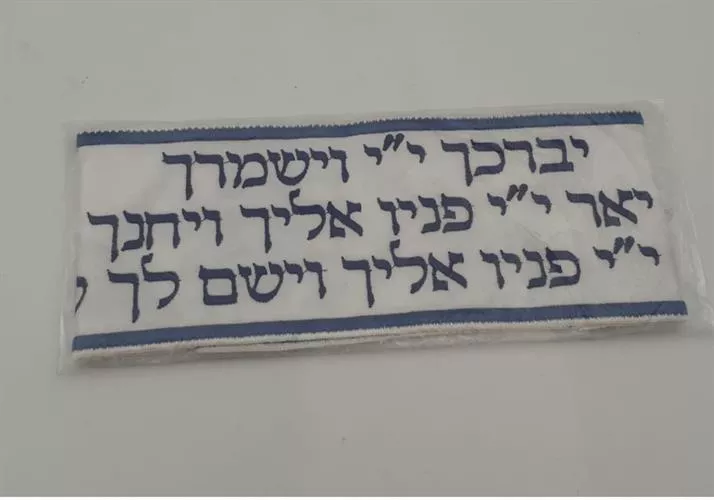 יברכך י״י וישמרך
יאר י״י פניו אליך ויחנך
י״י פניו אליך וישם לך